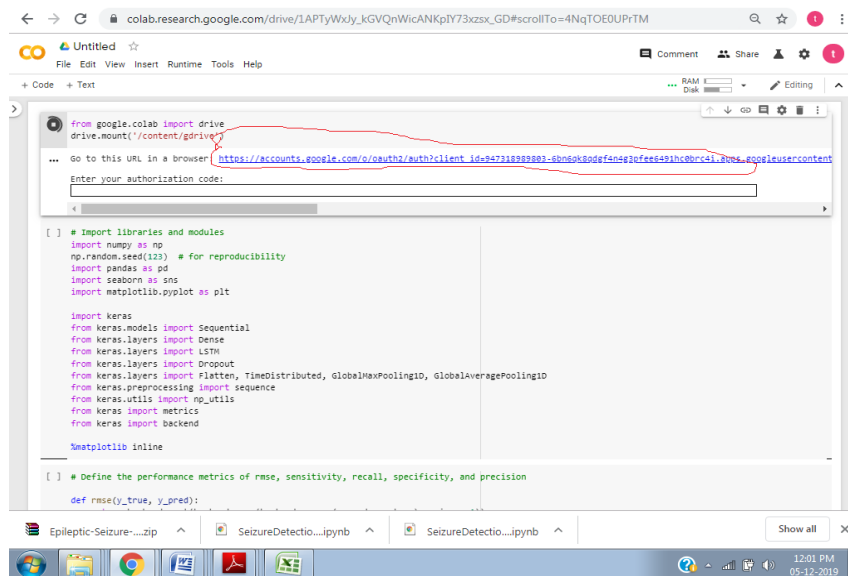 colab.research.google.com/drive/1APTyWxJy_kGVQnWicANKpIY73xzsx_GD#scrollTo=4NqTOE0UPrTM
t
CO
Untitled
Comment
Share
t
File Edit View Insert Runtime Tools Help
+ Code + Text
RAM
Disk
Editing
from google.colab import drive
drive.mount('/content/gdrive')
... Go to this URL in a browser: https://accounts.google.com/o/oauth2/auth?client_id=947318989803-6bn6qk8qdgf4n4g3pfee6491hc0brc4i.apps.googleusercontent
Enter your authorization code:
[ ] # Import libraries and modules
import numpy as np
np.random.seed(123) # for reproducibility
import pandas as pd
import seaborn as sns
import matplotlib.pyplot as plt
import keras
from keras.models import Sequential
from keras.layers import Dense
from keras.layers import LSTM
from keras.layers import Dropout
from keras.layers import Flatten, TimeDistributed, GlobalMaxPooling1D, GlobalAveragePooling1D
from keras.preprocessing import sequence
from keras.utils import np_utils
from keras import metrics
from keras import backend
%matplotlib inline
[ ] # Define the performance metrics of rmse, sensitivity, recall, specificity, and precision
def rmse(y_true, y_pred):
Epileptic-Seizure-....zip
SeizureDetectio....ipynb
SeizureDetectio....ipynb
Show all
12:01 PM
05-12-2019